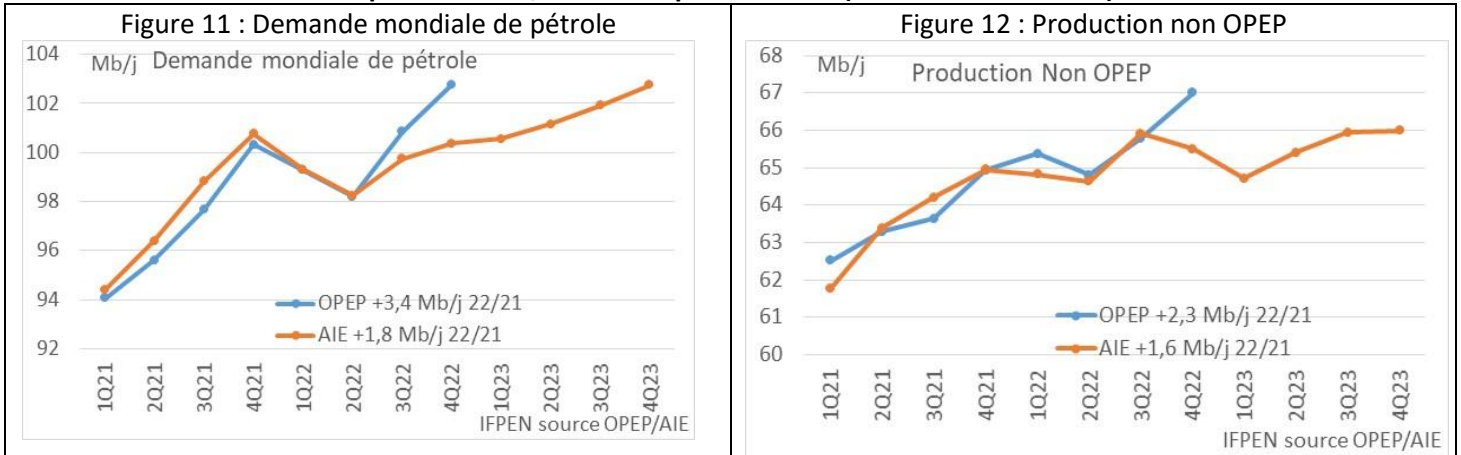 Figure 11 : Demande mondiale de pétrole
104
Mb/j
Demande mondiale de pétrole
102
100
98
96
94
92
OPEP +3,4 Mb/j 22/21
AIE +1,8 Mb/j 22/21
1Q21
2Q21
3Q21
4Q21
1Q22
2Q22
3Q22
4Q22
1Q23
2Q23
3Q23
4Q23
IFPEN source OPEP/AIE
Figure 12 : Production non OPEP
68
Mb/j
Production Non OPEP
67
66
65
64
63
62
61
60
OPEP +2,3 Mb/j 22/21
AIE +1,6 Mb/j 22/21
1Q21
2Q21
3Q21
4Q21
1Q22
2Q22
3Q22
4Q22
1Q23
2Q23
3Q23
4Q23
IFPEN source OPEP/AIE